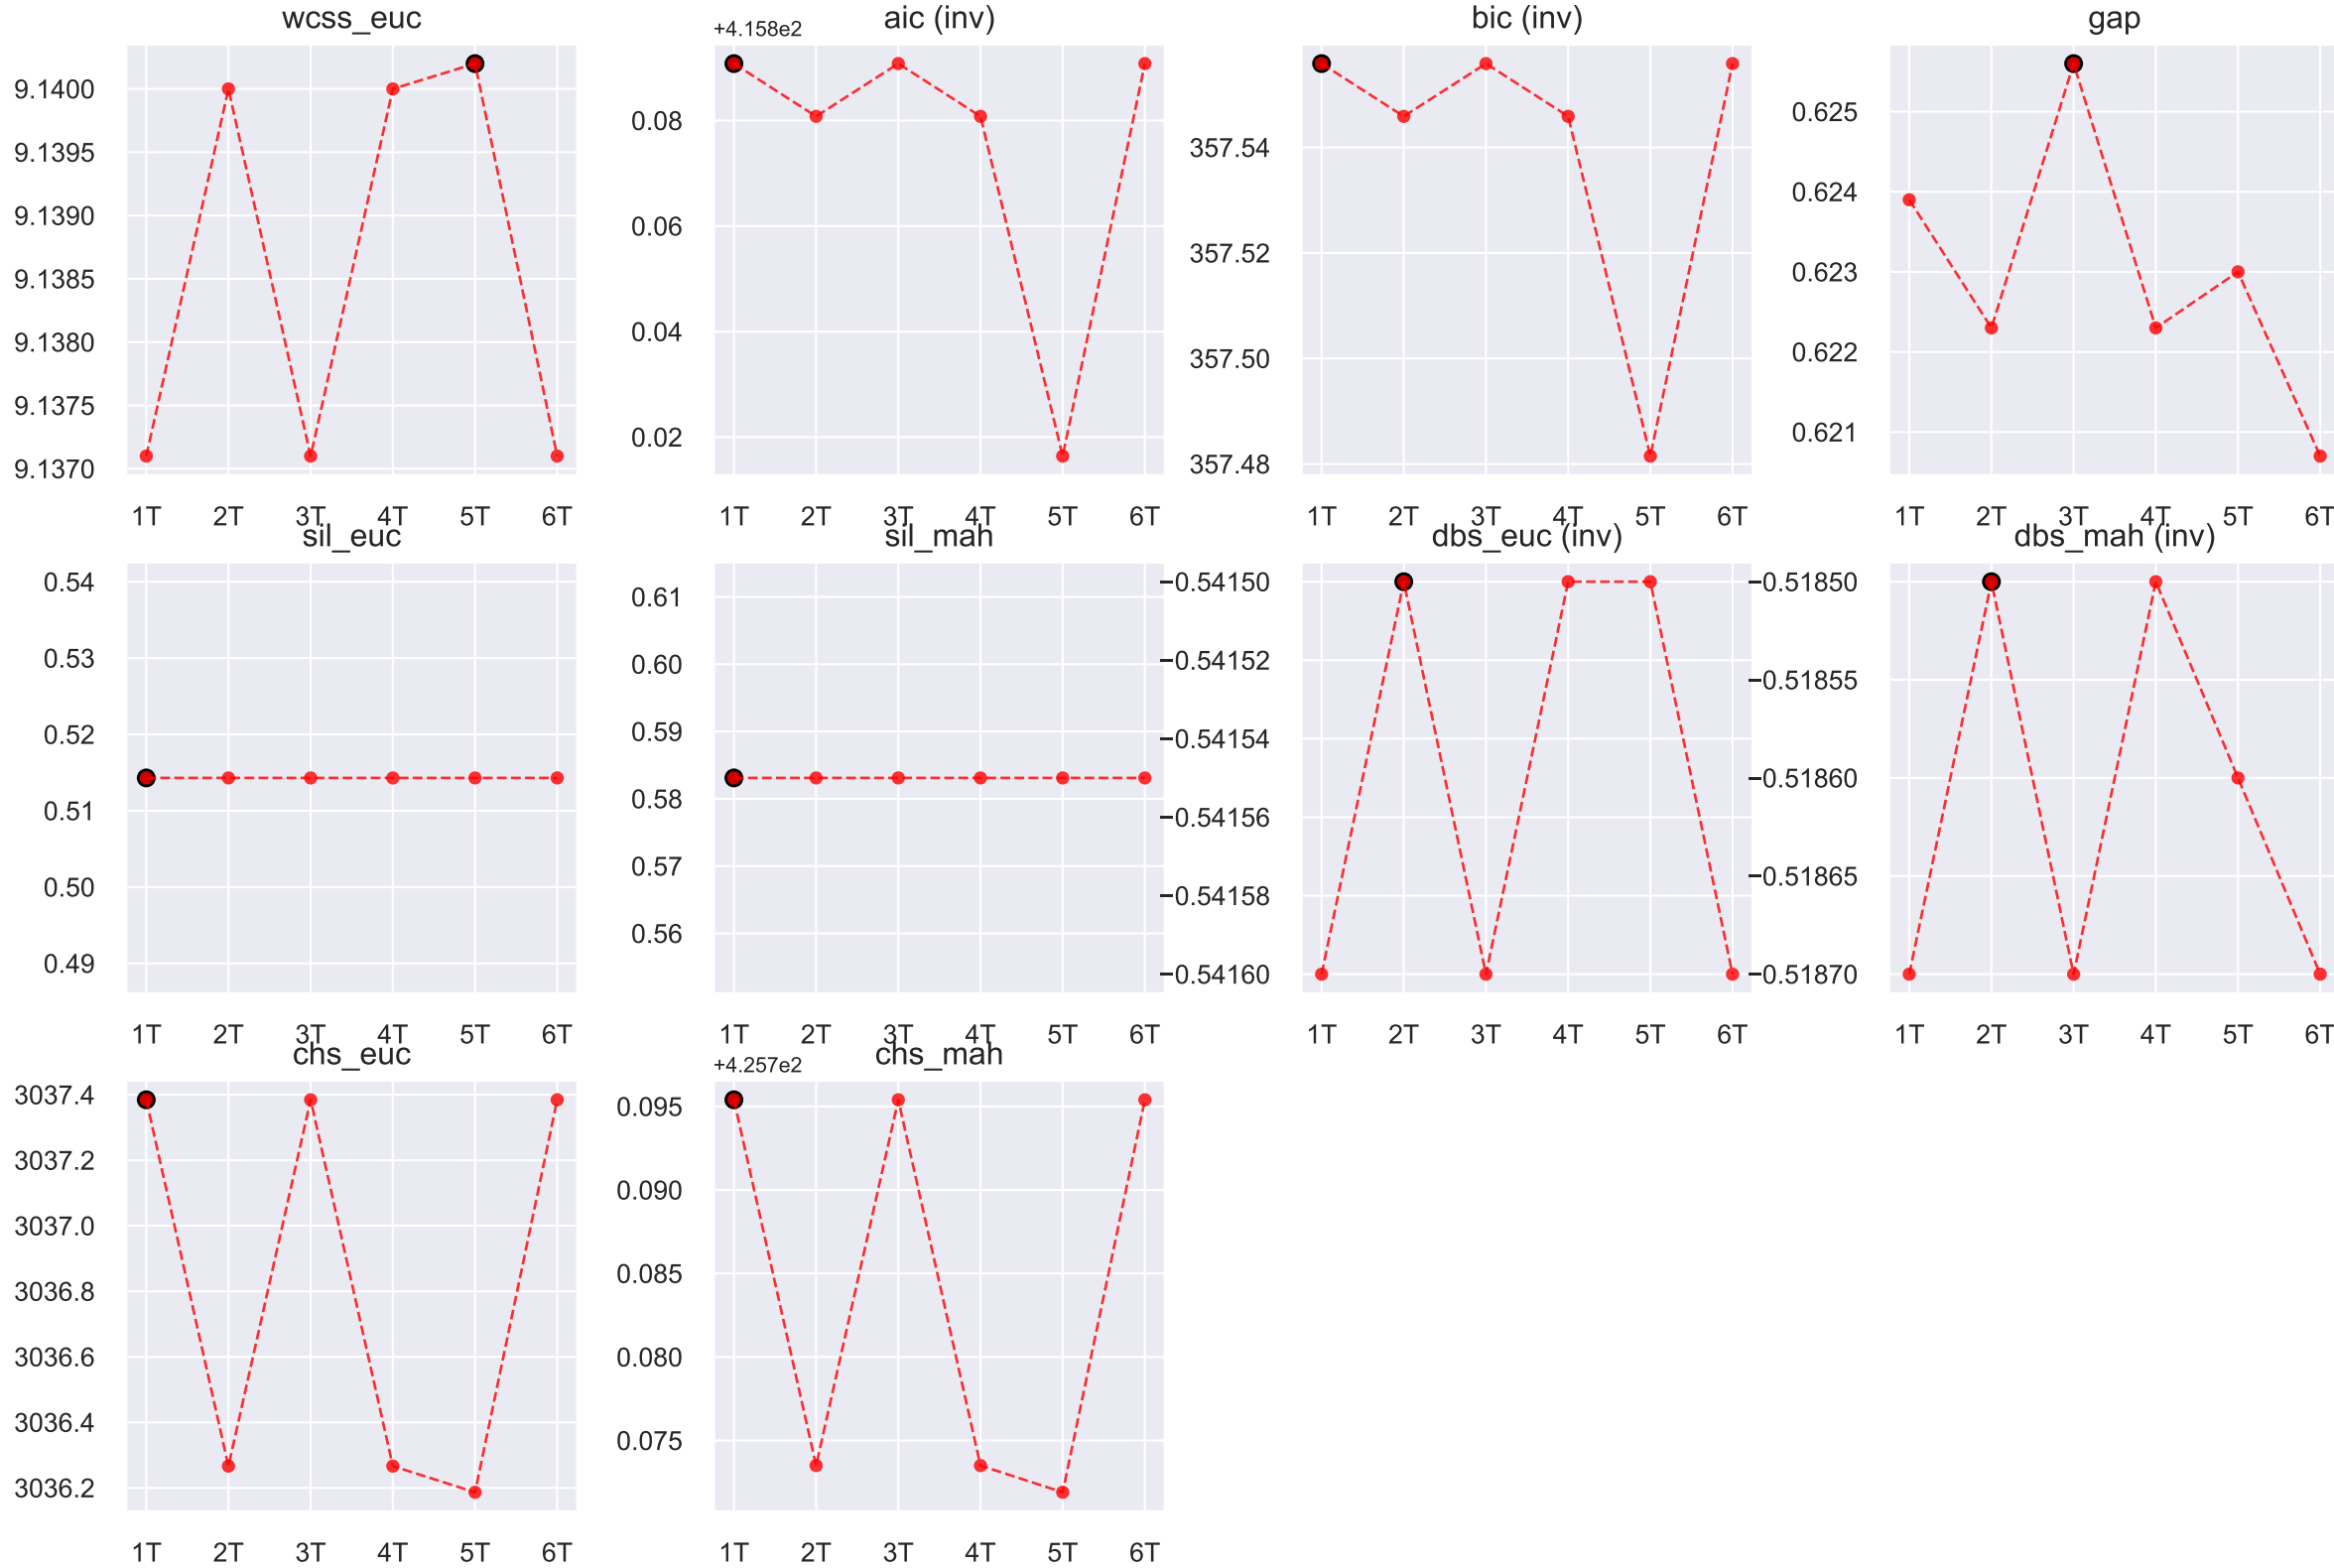 wcss_euc
9.1400
9.1395
9.1390
9.1385
9.1380
9.1375
9.1370
1T 2T 3T 4T 5T 6T
aic (inv)
+4.158e2
0.08
0.06
0.04
0.02
1T 2T 3T 4T 5T 6T
bic (inv)
357.54
357.52
357.50
357.48
1T 2T 3T 4T 5T 6T
gap
0.625
0.624
0.623
0.622
0.621
1T 2T 3T 4T 5T 6T
sil_euc
0.54
0.53
0.52
0.51
0.50
0.49
1T 2T 3T 4T 5T 6T
sil_mah
0.61
0.60
0.59
0.58
0.57
0.56
1T 2T 3T 4T 5T 6T
dbs_euc (inv)
−0.54150
−0.54152
−0.54154
−0.54156
−0.54158
−0.54160
1T 2T 3T 4T 5T 6T
dbs_mah (inv)
−0.51850
−0.51855
−0.51860
−0.51865
−0.51870
1T 2T 3T 4T 5T 6T
chs_euc
3037.4
3037.2
3037.0
3036.8
3036.6
3036.4
3036.2
1T 2T 3T 4T 5T 6T
chs_mah
+4.257e2
0.095
0.090
0.085
0.080
0.075
1T 2T 3T 4T 5T 6T